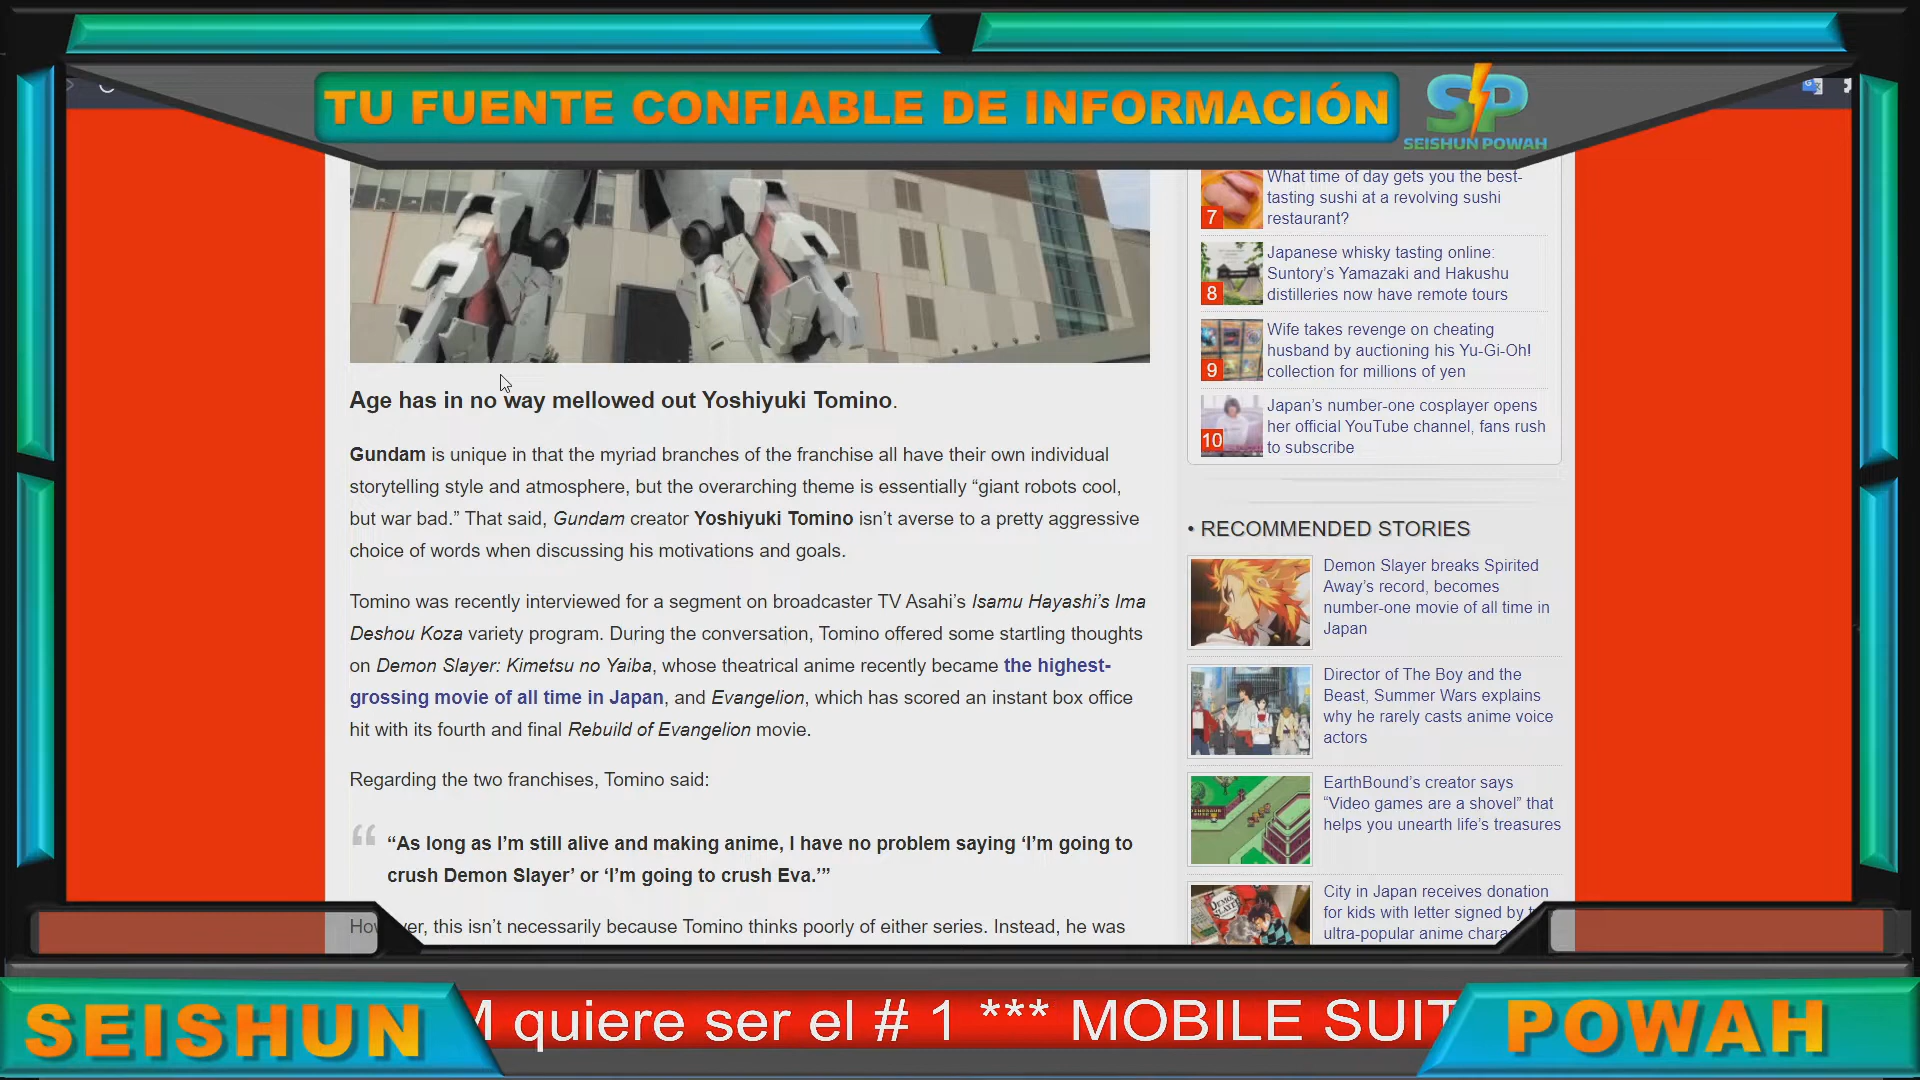 TU FUENTE CONFIABLE DE INFORMACIÓN
SP
SEISHUN POWAH
Age has in no way mellowed out Yoshiyuki Tomino.
Gundam is unique in that the myriad branches of the franchise all have their own individual
storytelling style and atmosphere, but the overarching theme is essentially “giant robots cool,
but war bad.” That said, Gundam creator Yoshiyuki Tomino isn’t averse to a pretty aggressive
choice of words when discussing his motivations and goals.
Tomino was recently interviewed for a segment on broadcaster TV Asahi’s Isamu Hayashi’s Ima
Deshou Koza variety program. During the conversation, Tomino offered some startling thoughts
on Demon Slayer: Kimetsu no Yaiba, whose theatrical anime recently became the highest-
grossing movie of all time in Japan, and Evangelion, which has scored an instant box office
hit with its fourth and final Rebuild of Evangelion movie.
Regarding the two franchises, Tomino said:
“As long as I’m still alive and making anime, I have no problem saying ‘I’m going to
crush Demon Slayer’ or ‘I’m going to crush Eva.’”
However, this isn’t necessarily because Tomino thinks poorly of either series. Instead, he was
What time of day gets you the best-
tasting sushi at a revolving sushi
restaurant?
7
Japanese whisky tasting online:
Suntory’s Yamazaki and Hakushu
distilleries now have remote tours
8
Wife takes revenge on cheating
husband by auctioning his Yu-Gi-Oh!
collection for millions of yen
9
Japan’s number-one cosplayer opens
her official YouTube channel, fans rush
to subscribe
10
• RECOMMENDED STORIES
Demon Slayer breaks Spirited
Away’s record, becomes
number-one movie of all time in
Japan
Director of The Boy and the
Beast, Summer Wars explains
why he rarely casts anime voice
actors
EarthBound’s creator says
“Video games are a shovel” that
helps you unearth life’s treasures
City in Japan receives donation
for kids with letter signed by
ultra-popular anime chara
SEISHUN
M quiere ser el # 1 *** MOBILE SUIT
POWAH